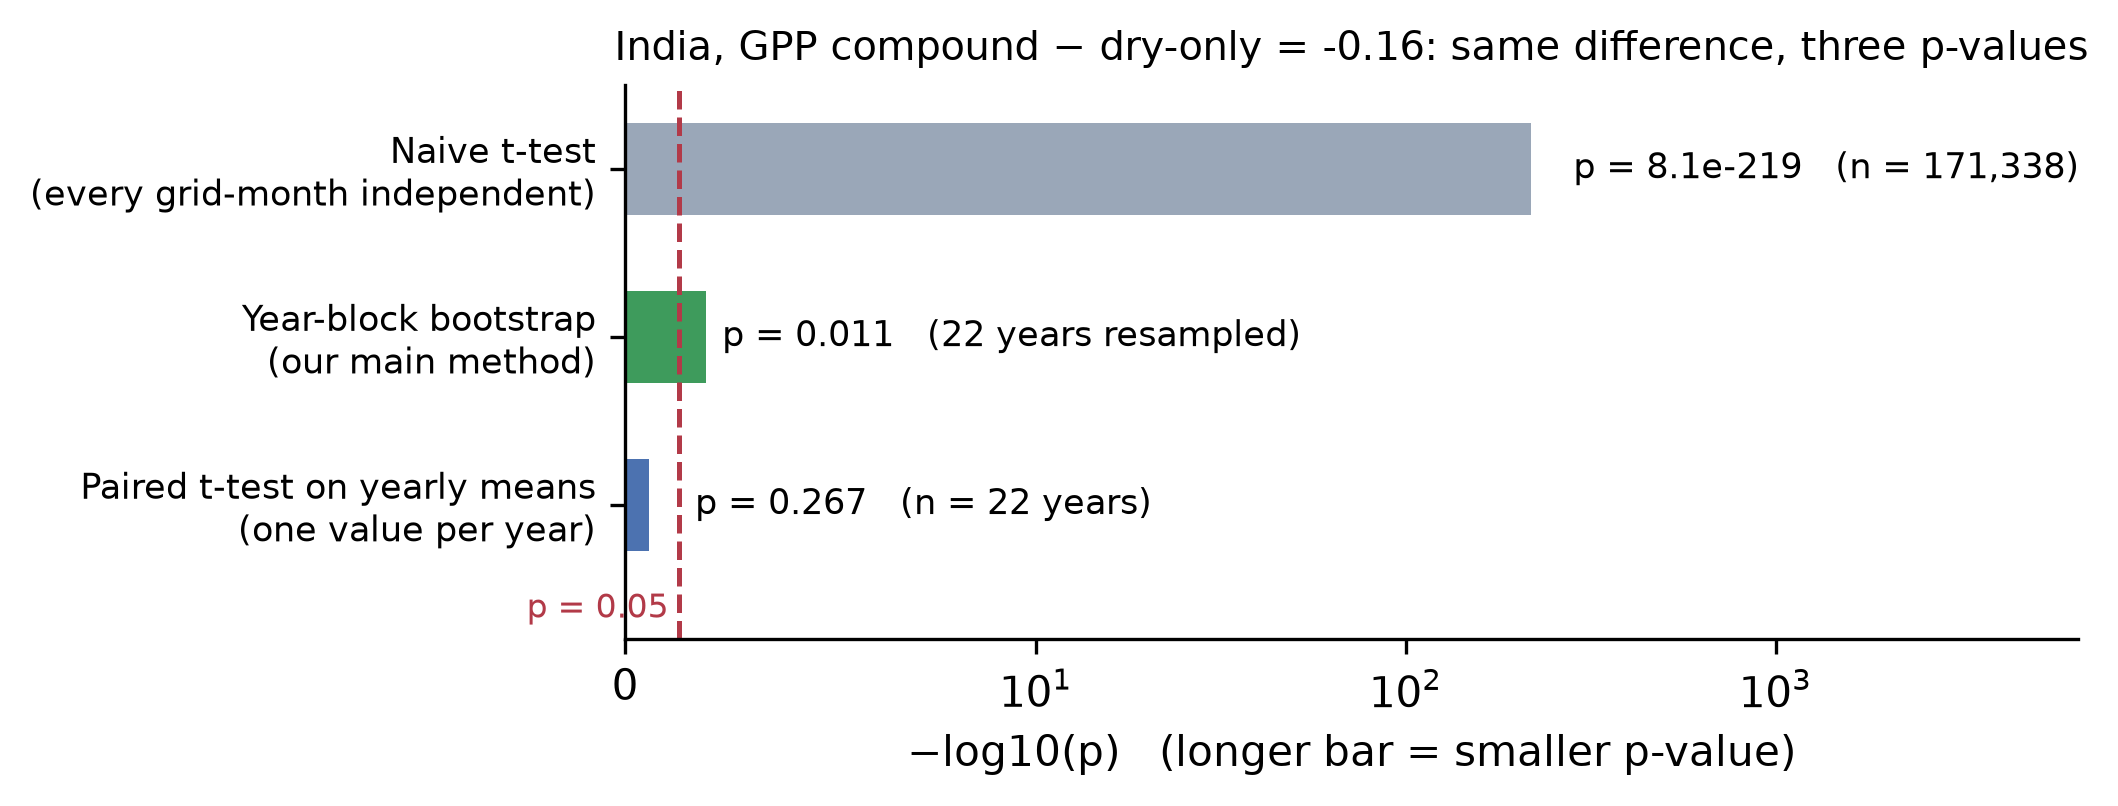 India, GPP compound − dry-only = -0.16: same difference, three p-values
Naive t-test
(every grid-month independent)
p = 8.1e-219   (n = 171,338)
Year-block bootstrap
(our main method)
p = 0.011   (22 years resampled)
Paired t-test on yearly means
(one value per year)
p = 0.267   (n = 22 years)
p = 0.05
0
10¹
10²
10³
−log10(p)   (longer bar = smaller p-value)